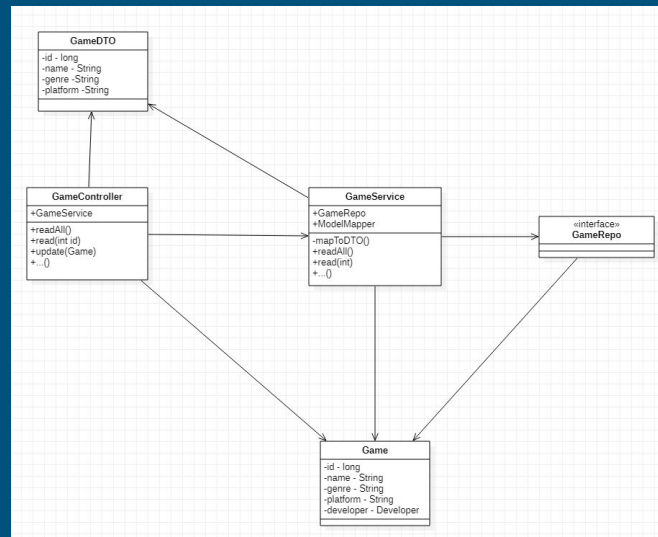 GameDTO
-id - long
-name - String
-genre -String
-platform -String
GameController
+GameService
+readAll()
+read(int id)
+update(Game)
+...()
GameService
+GameRepo
+ModelMapper
-mapToDTO()
+readAll()
+read(int)
+...()
«interface»
GameRepo
Game
-id - long
-name - String
-genre - String
-platform - String
-developer - Developer